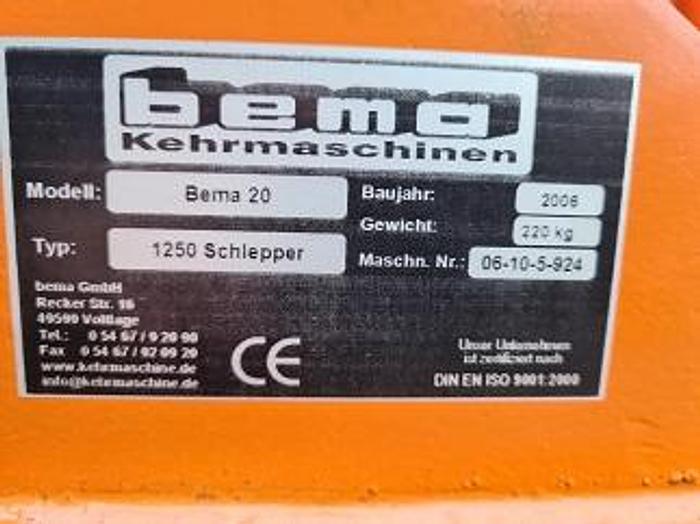 bema
Kehrmaschinen
Modell: Bema 20
Typ: 1250 Schlepper
Baujahr: 2006
Gewicht: 220 kg
Maschn. Nr.: 06-10-5-924
bema GmbH
Recker Str. 16
49599 Voltlage
Tel.: 0 54 67 / 9 20 90
Fax 0 54 67 / 92 09 20
www.kehrmaschine.de
info@kehrmaschine.de
CE
Unser Unternehmen
ist zertifiziert nach
DIN EN ISO 9001:2000